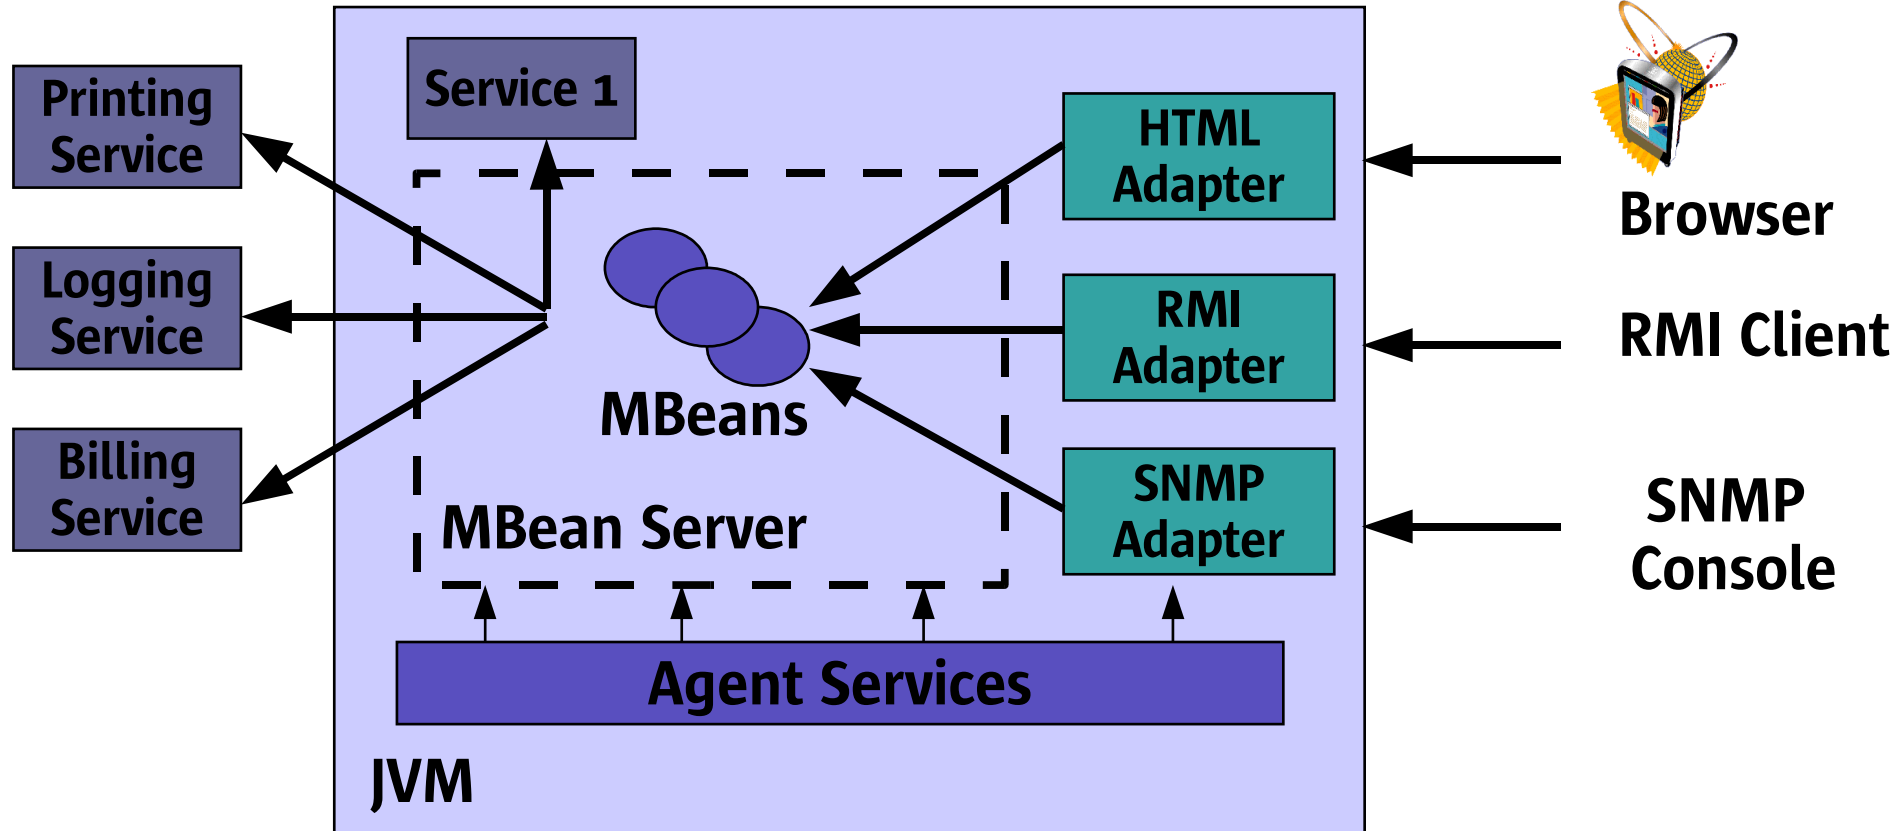 Printing
Service
Logging
Service
Billing
Service
Service 1
MBeans
MBean Server
Agent Services
JVM
HTML
Adapter
RMI
Adapter
SNMP
Adapter
Browser
RMI Client
SNMP
Console